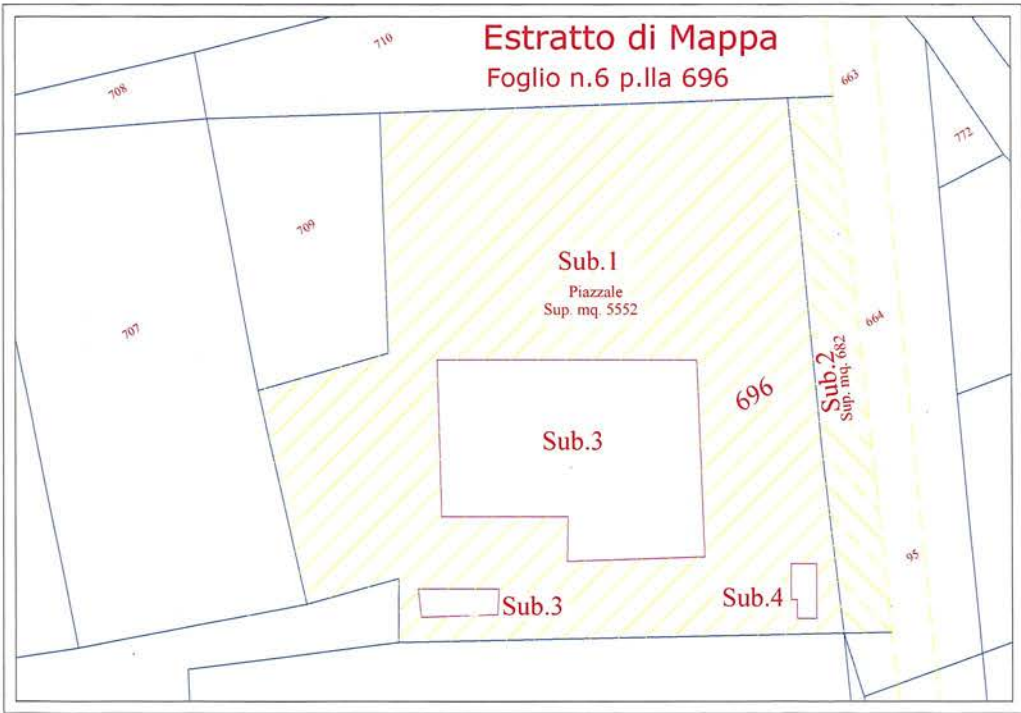 Estratto di Mappa
Foglio n.6 p.lla 696
710
708
663
772
709
Sub.1
Piazzale
Sup. mq. 5552
707
664
Sub.2
Sup. mq. 682
696
Sub.3
95
Sub.3
Sub.4